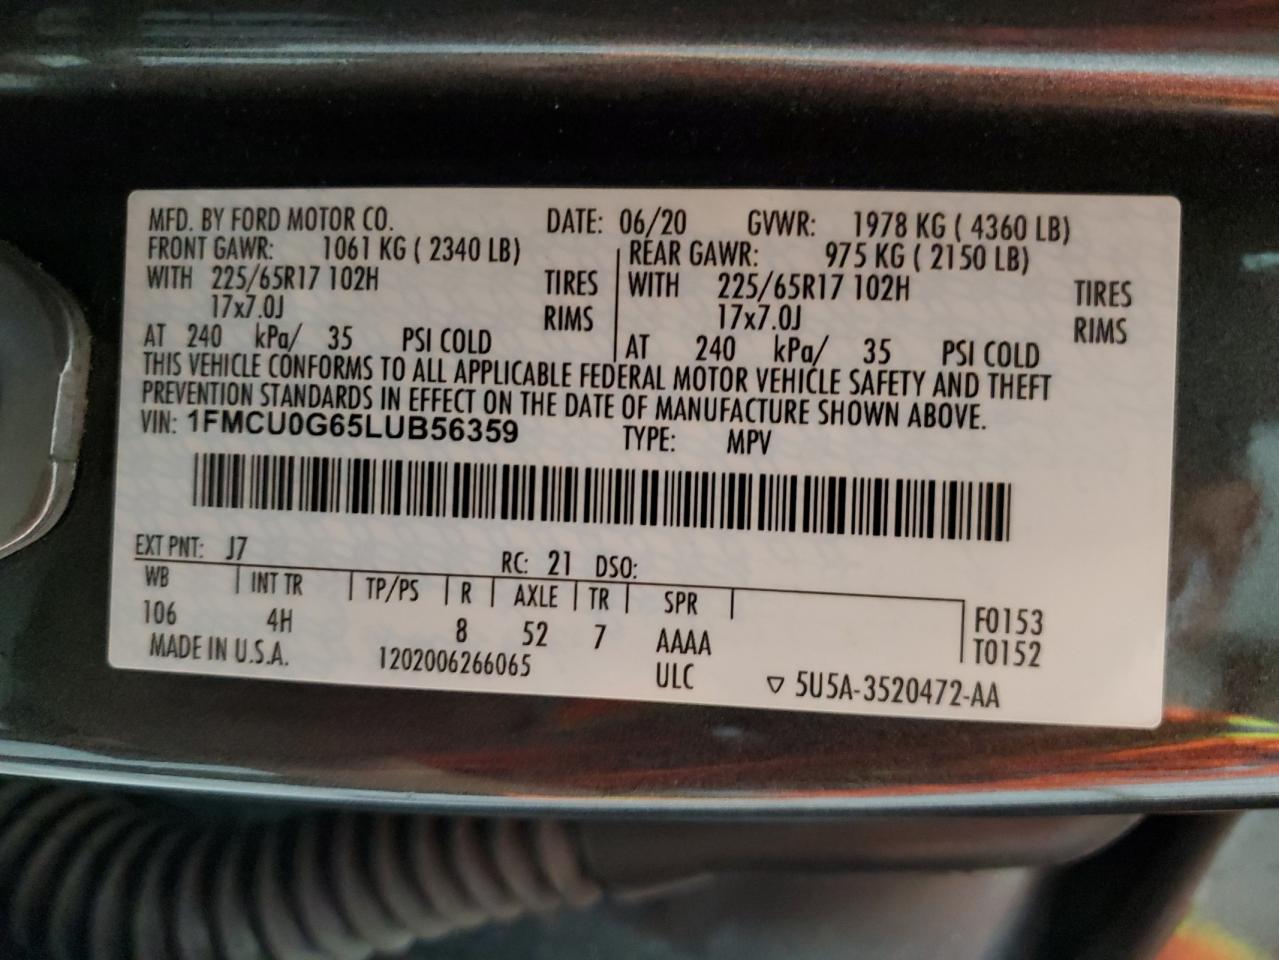 MFD. BY FORD MOTOR CO. DATE: 06/20 GVWR: 1978 KG ( 4360 LB)
FRONT GAWR: 1061 KG ( 2340 LB) REAR GAWR: 975 KG ( 2150 LB)
WITH 225/65R17 102H TIRES WITH 225/65R17 102H TIRES
17x7.0J RIMS 17x7.0J RIMS
AT 240 kPa/ 35 PSI COLD AT 240 kPa/ 35 PSI COLD
THIS VEHICLE CONFORMS TO ALL APPLICABLE FEDERAL MOTOR VEHICLE SAFETY AND THEFT
PREVENTION STANDARDS IN EFFECT ON THE DATE OF MANUFACTURE SHOWN ABOVE.
VIN: 1FMCU0G65LUB56359 TYPE: MPV
EXT PNT: J7 RC: 21 DSO:
WB INT TR TP/PS R AXLE TR SPR F0153
106 4H 8 52 7 AAAA T0152
MADE IN U.S.A. 1202006266065 ULC ▽ 5U5A-3520472-AA